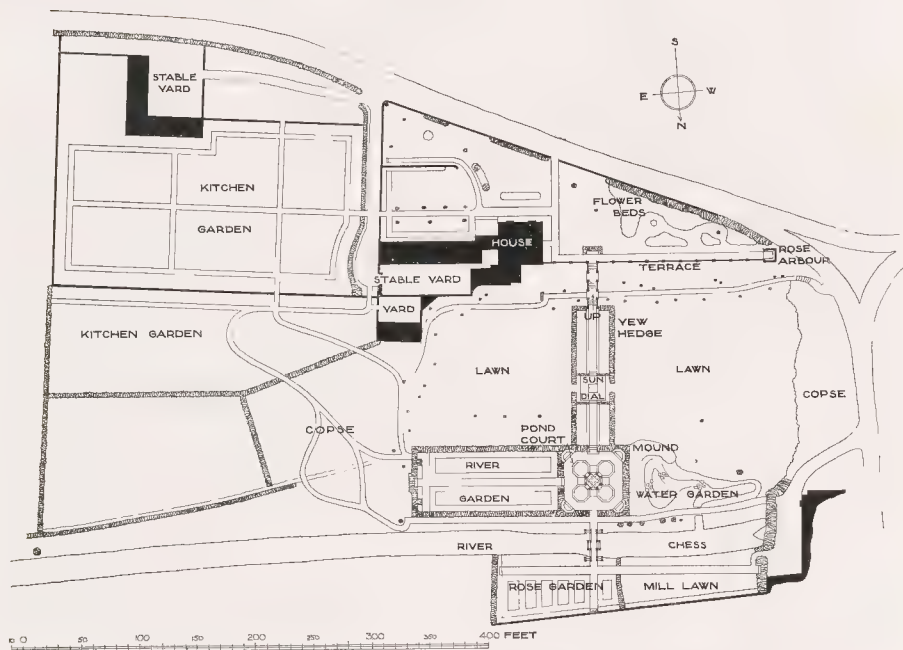 S
E
W
N
STABLE
YARD
KITCHEN
GARDEN
FLOWER
BEDS
HOUSE
ROSE
ARBOUR
TERRACE
STABLE YARD
YARD
UP
YEW
HEDGE
KITCHEN GARDEN
LAWN
LAWN
SUN
DIAL
COPSE
COPSE
POND
COURT
MOUND
RIVER
GARDEN
WATER GARDEN
RIVER
CHESS
ROSE GARDEN
MILL LAWN
10 0 50 100 150 200 250 300 350 400 FEET